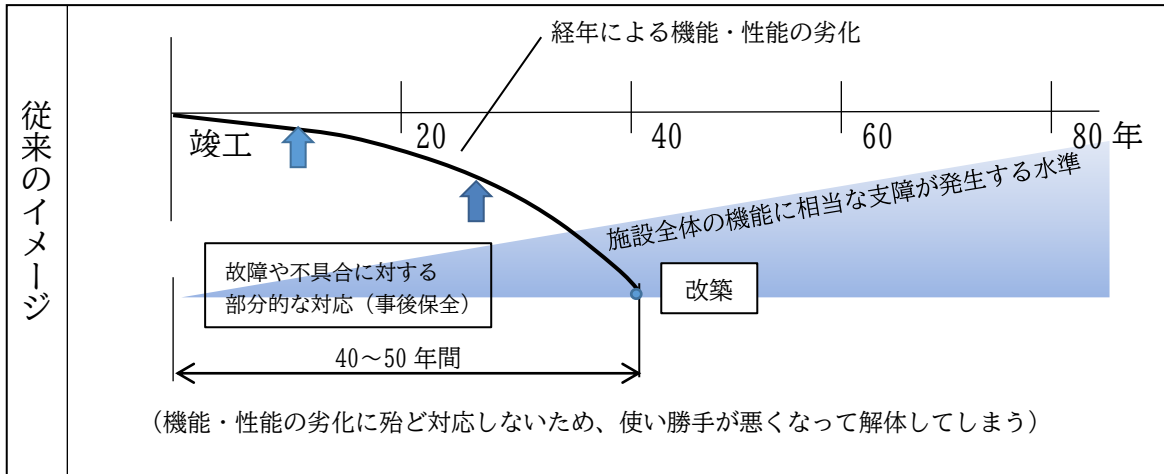 従来のイメージ
経年による機能・性能の劣化
竣工
20
40
60
80 年
施設全体の機能に相当な支障が発生する水準
故障や不具合に対する
部分的な対応（事後保全）
改築
40～50 年間
（機能・性能の劣化に殆ど対応しないため、使い勝手が悪くなって解体してしまう）